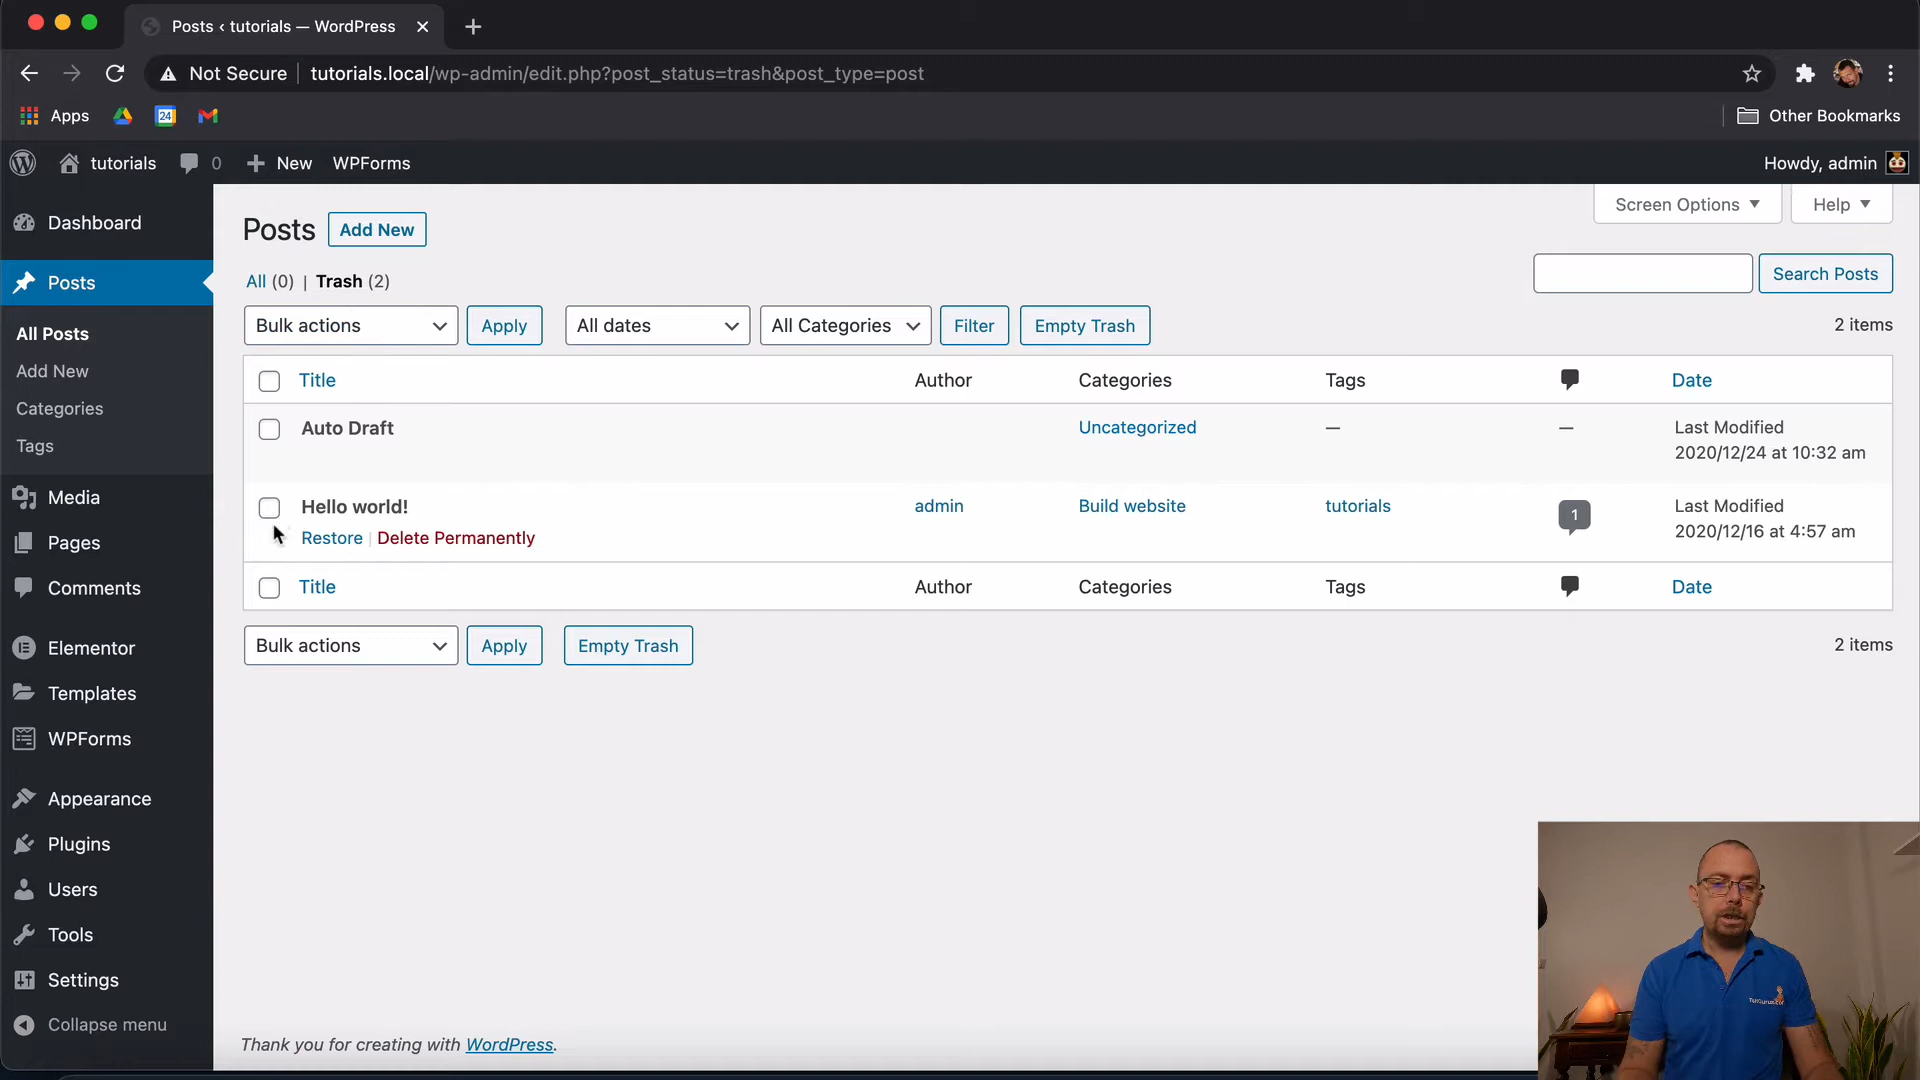 Posts ‹ tutorials — WordPress
Not Secure
tutorials.local/wp-admin/edit.php?post_status=trash&post_type=post
Apps
24
Other Bookmarks
tutorials
0
New
WPForms
Howdy, admin
Dashboard
Posts
All Posts
Add New
Categories
Tags
Media
Pages
Comments
Elementor
Templates
WPForms
Appearance
Plugins
Users
Tools
Settings
Collapse menu
Screen Options
Help
Posts
Add New
All (0) | Trash (2)
Search Posts
Bulk actions
Apply
All dates
All Categories
Filter
Empty Trash
2 items
Title
Author
Categories
Tags
Date
Auto Draft
Uncategorized
—
—
Last Modified
2020/12/24 at 10:32 am
Hello world!
Restore | Delete Permanently
admin
Build website
tutorials
1
Last Modified
2020/12/16 at 4:57 am
Title
Author
Categories
Tags
Date
Bulk actions
Apply
Empty Trash
2 items
Thank you for creating with WordPress.